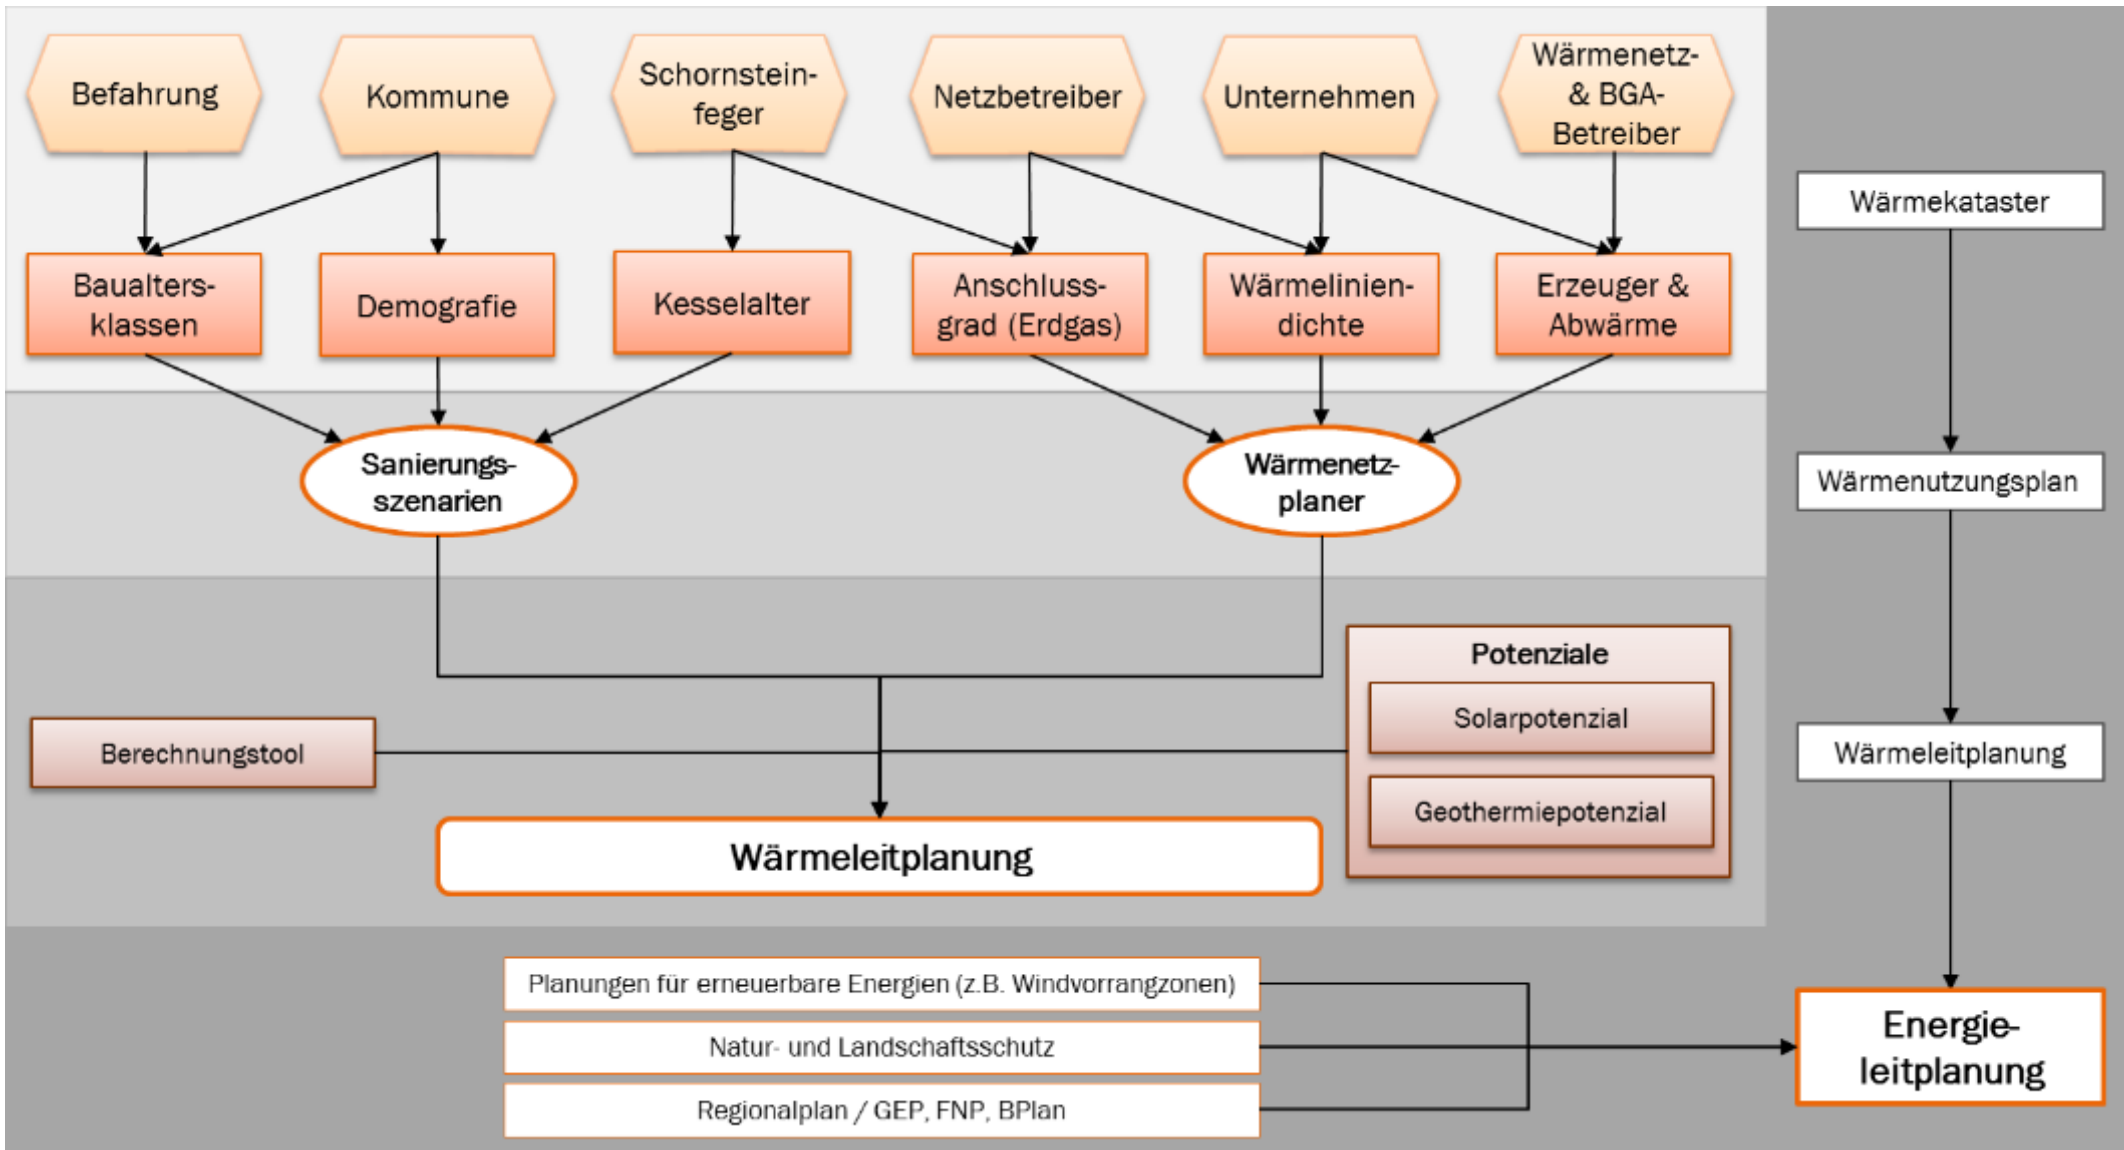 Befahrung
Kommune
Schornstein-
feger
Netzbetreiber
Unternehmen
Wärmenetz-
& BGA-
Betreiber
Baualters-
klassen
Demografie
Kesselalter
Anschluss-
grad (Erdgas)
Wärmelinien-
dichte
Erzeuger &
Abwärme
Sanierungs-
szenarien
Wärmenetz-
planer
Potenziale
Solarpotenzial
Geothermiepotenzial
Berechnungstool
Wärmeleitplanung
Planungen für erneuerbare Energien (z.B. Windvorrangzonen)
Natur- und Landschaftsschutz
Regionalplan / GEP, FNP, BPlan
Wärmekataster
Wärmenutzungsplan
Wärmeleitplanung
Energie-
leitplanung